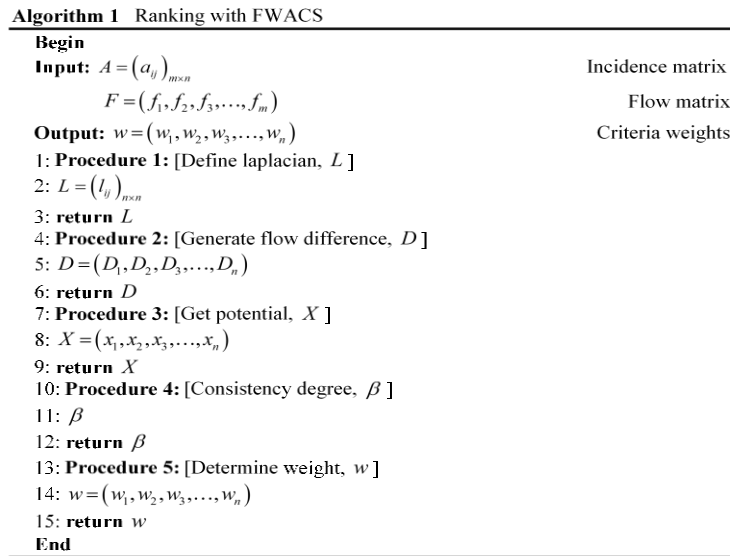 Algorithm 1 Ranking with FWACS
Begin
Input: A = (a_ij)_m×n Incidence matrix
F = (f_1, f_2, f_3, ..., f_m) Flow matrix
Output: w = (w_1, w_2, w_3, ..., w_n) Criteria weights
1: Procedure 1: [Define laplacian, L]
2: L = (l_ij)_n×n
3: return L
4: Procedure 2: [Generate flow difference, D]
5: D = (D_1, D_2, D_3, ..., D_n)
6: return D
7: Procedure 3: [Get potential, X]
8: X = (x_1, x_2, x_3, ..., x_n)
9: return X
10: Procedure 4: [Consistency degree, β]
11: β
12: return β
13: Procedure 5: [Determine weight, w]
14: w = (w_1, w_2, w_3, ..., w_n)
15: return w
End